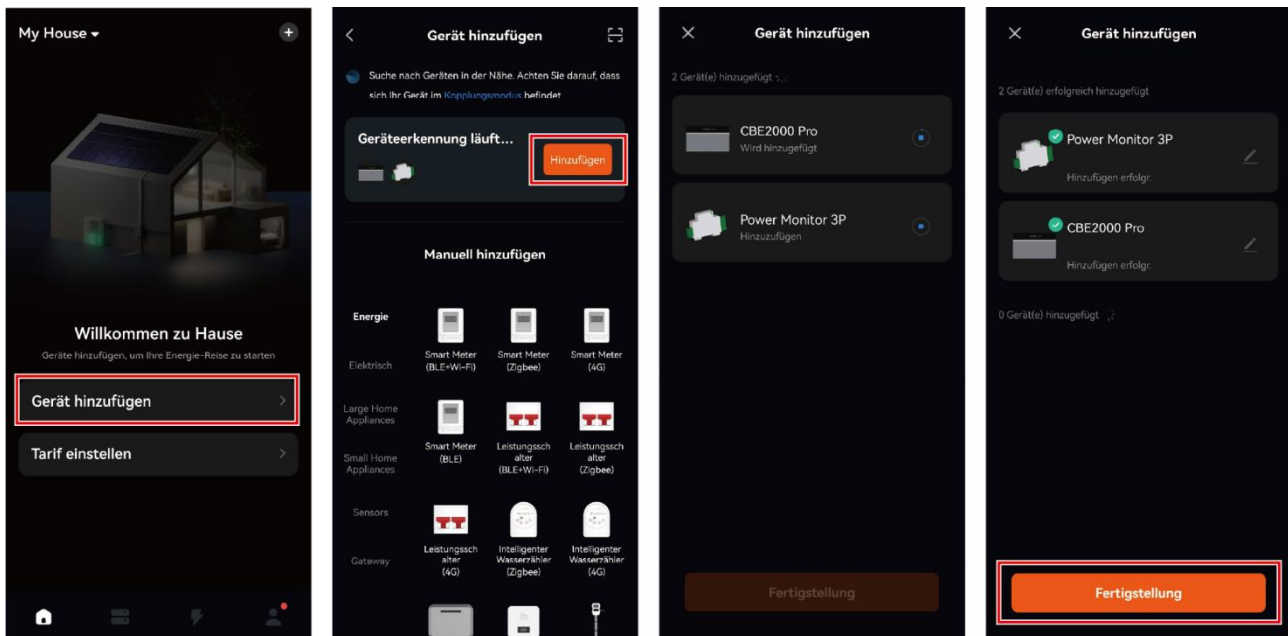 My House
Willkommen zu Hause
Geräte hinzufügen, um Ihre Energie-Reise zu starten
Gerät hinzufügen
Tarif einstellen
Gerät hinzufügen
Suche nach Geräten in der Nähe. Achten Sie darauf, dass
sich Ihr Gerät im Kopplungsmodus befindet
Geräteerkennung läuft...
Hinzufügen
Manuell hinzufügen
Energie
Elektrisch
Large Home
Appliances
Small Home
Appliances
Sensors
Gateway
Smart Meter
(BLE+Wi-Fi)
Smart Meter
(Zigbee)
Smart Meter
(4G)
Smart Meter
(BLE)
Leistungssch
alter
(BLE+Wi-Fi)
Leistungssch
alter
(Zigbee)
Leistungssch
alter
(4G)
Intelligenter
Wasserzähler
(Zigbee)
Intelligenter
Wasserzähler
(4G)
Gerät hinzufügen
2 Gerät(e) hinzugefügt
CBE2000 Pro
Wird hinzugefügt
Power Monitor 3P
Hinzuzufügen
Fertigstellung
Gerät hinzufügen
2 Gerät(e) erfolgreich hinzugefügt
Power Monitor 3P
Hinzufügen erfolgr.
CBE2000 Pro
Hinzufügen erfolgr.
0 Gerät(e) hinzugefügt
Fertigstellung